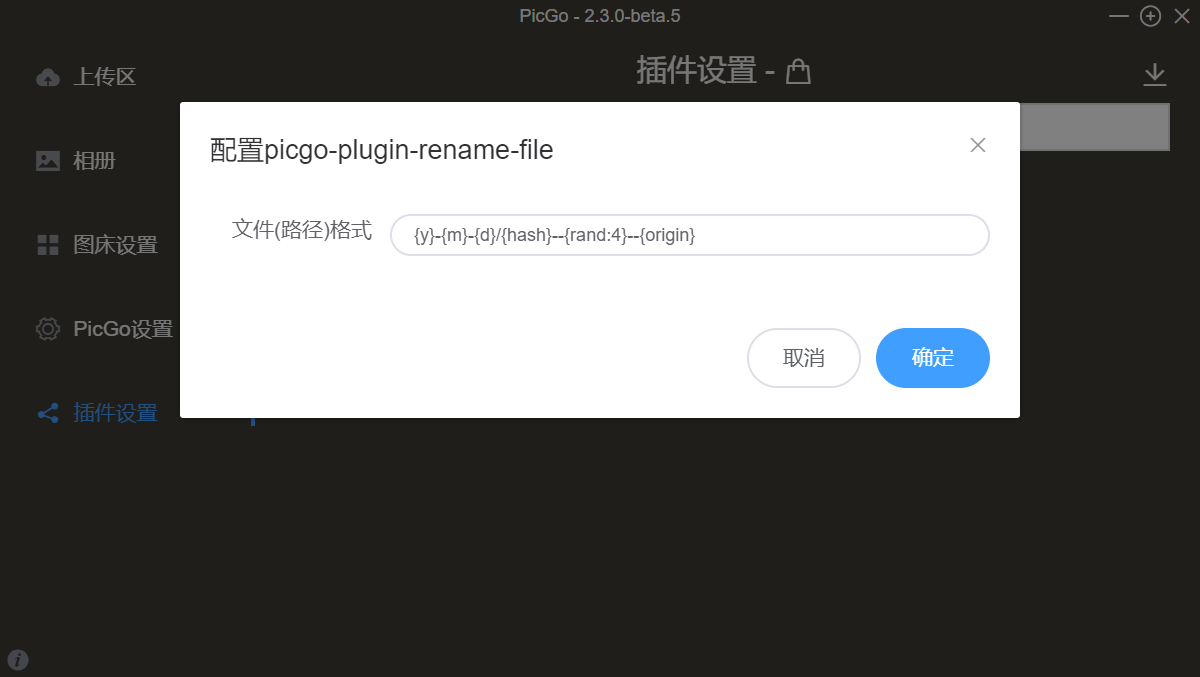 PicGo - 2.3.0-beta.5
上传区
相册
图床设置
PicGo设置
插件设置
插件设置 -
配置picgo-plugin-rename-file
文件(路径)格式
{y}-{m}-{d}/{hash}--{rand:4}--{origin}
取消
确定